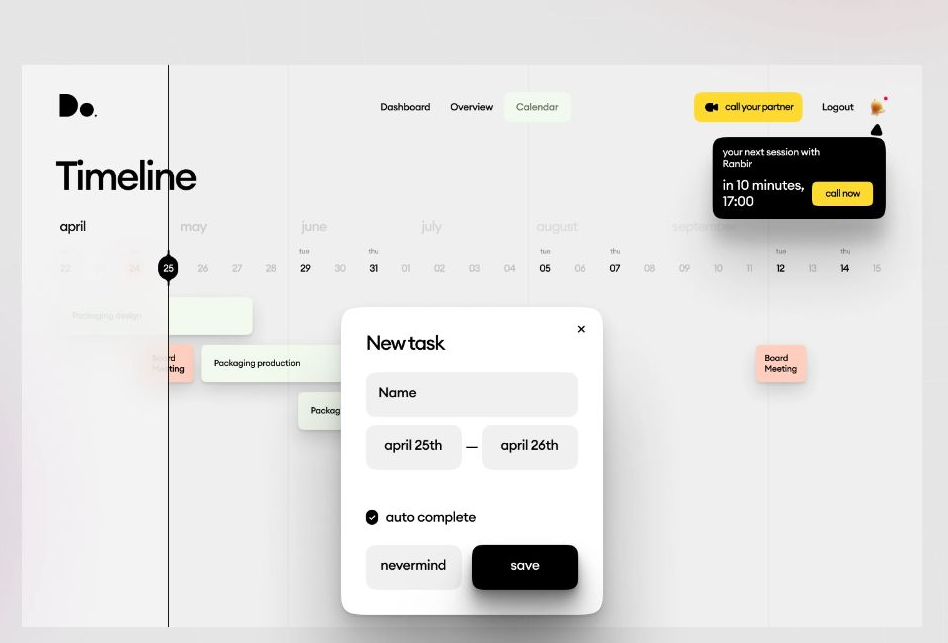 Do.
Dashboard
Overview
Calendar
call your partner
Logout
your next session with
Ranbir
in 10 minutes,
17:00
call now
Timeline
april
may
june
july
august
september
tue
thu
tue
thu
tue
thu
22
24
25
26
27
28
29
30
31
01
02
03
04
05
06
07
08
09
10
11
12
13
14
15
Packaging design
Board
Meeting
Packaging production
Board
Meeting
Packag
New task
Name
april 25th
—
april 26th
auto complete
nevermind
save